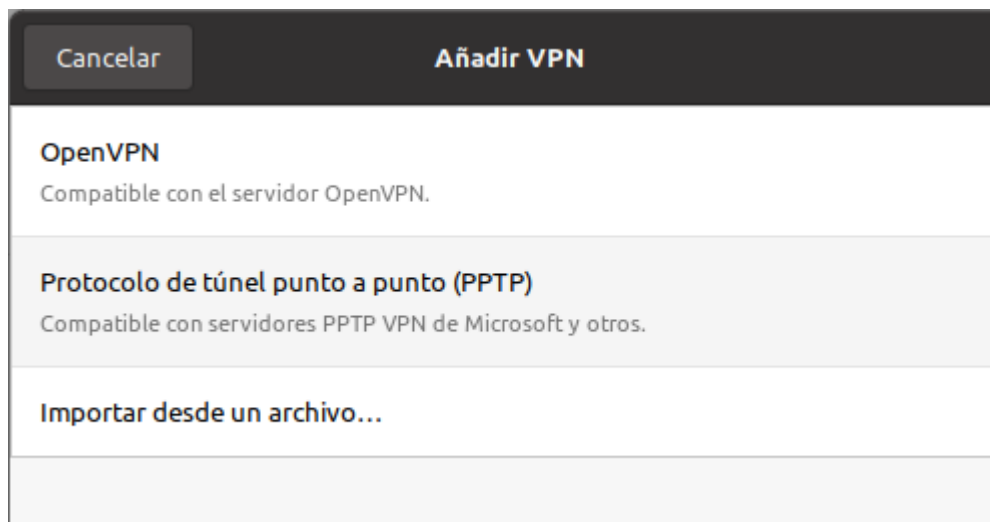 Cancelar
Añadir VPN
OpenVPN
Compatible con el servidor OpenVPN.
Protocolo de túnel punto a punto (PPTP)
Compatible con servidores PPTP VPN de Microsoft y otros.
Importar desde un archivo…